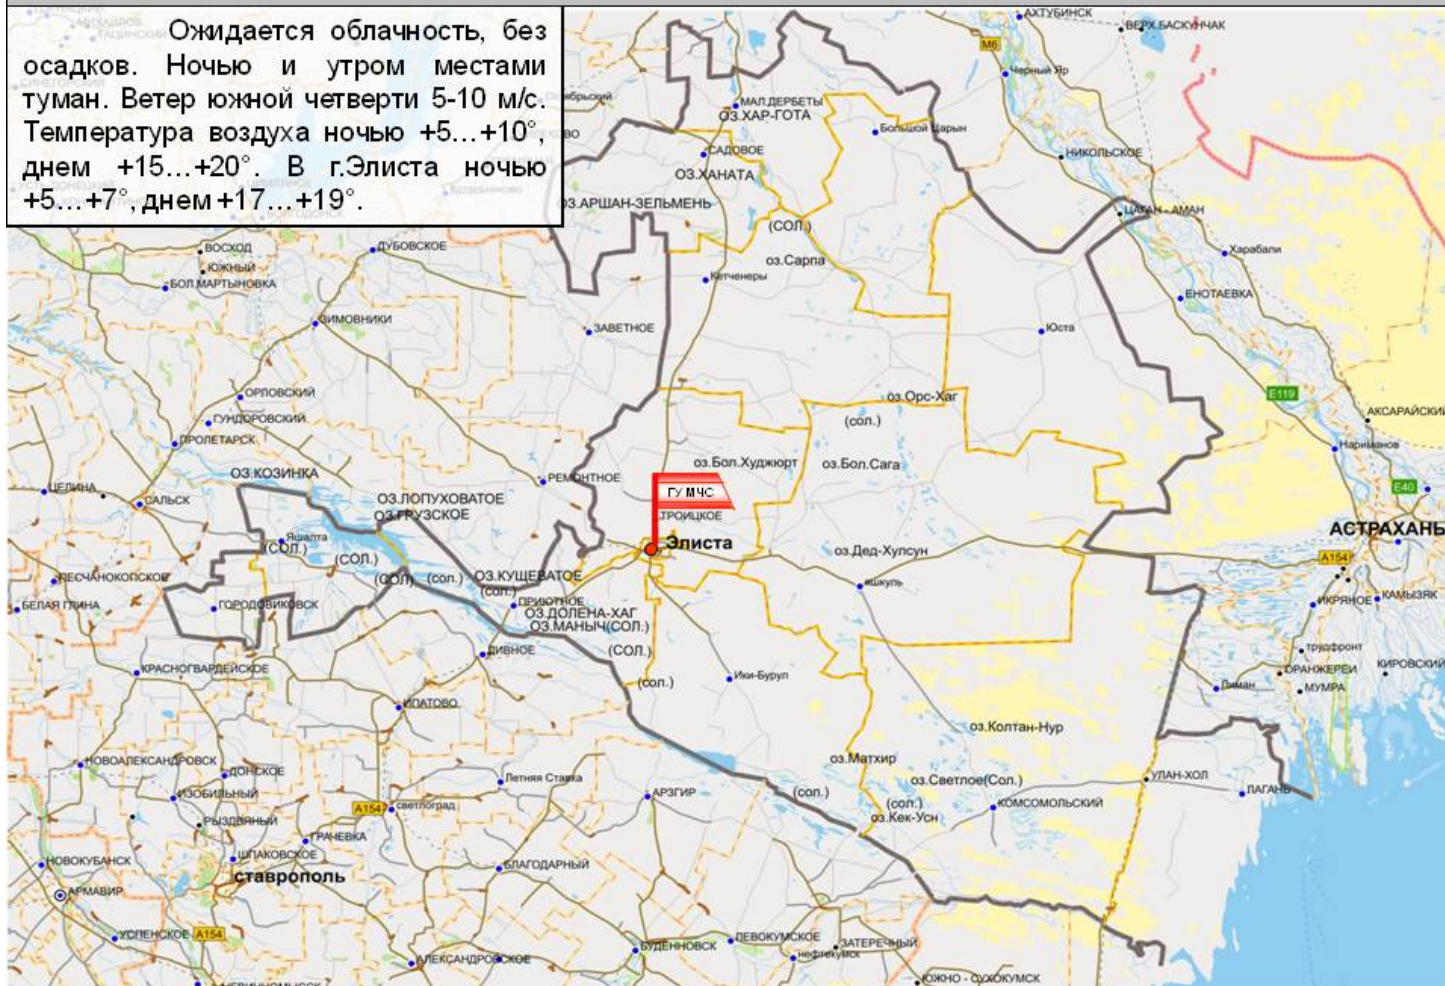 Ожидается облачность, без
осадков. Ночью и утром местами
туман. Ветер южной четверти 5-10 м/с.
Температура воздуха ночью +5...+10°,
днем +15...+20°. В г.Элиста ночью
+5...+7°, днем +17...+19°.
АХТУБИНСК
ВЕРХ.БАСКУНЧАК
М6
Черный Яр
МАЛ.ДЕРБЕТЫ
ОЗ.ХАР-ГОТА
Большой Царын
САДОВОЕ
НИКОЛЬСКОЕ
ОЗ.ХАНАТА
ОЗ.АРШАН-ЗЕЛЬМЕНЬ
ЦАГАН - АМАН
(СОЛ.)
ВОСХОД
ДУБОВСКОЕ
Харабали
ЮЖНЫЙ
оз.Сарпа
БОЛ.МАРТЫНОВКА
Кетченеры
ЕНОТАЕВКА
ЗИМОВНИКИ
ЗАВЕТНОЕ
Юста
ОРЛОВСКИЙ
оз.Орс-Хаг
Е119
ГУНДОРОВСКИЙ
(сол.)
АКСАРАЙСКИЙ
ПРОЛЕТАРСК
Нариманов
ОЗ.КОЗИНКА
оз.Бол.Худжюрт
оз.Бол.Сага
РЕМОНТНОЕ
ЦЕЛИНА
САЛЬСК
ОЗ.ЛОПУХОВАТОЕ
ГУ МЧС
Е40
ОЗ.ГРУЗСКОЕ
ТРОИЦКОЕ
АСТРАХАНЬ
Яшалта
(СОЛ.)
Элиста
оз.Дед-Хулсун
(СОЛ.)
А154
ПЕСЧАНОКОПСКОЕ
(СОЛ)
(сол.)
ОЗ.КУЩЕВАТОЕ
(сол.)
яшкуль
БЕЛАЯ ГЛИНА
ГОРОДОВИКОВСК
ПРИЮТНОЕ
ИКРЯНОЕ
КАМЫЗЯК
ОЗ.ДОЛЕНА-ХАГ
ОЗ.МАНЫЧ(СОЛ.)
ДИВНОЕ
(СОЛ.)
трудфронт
КРАСНОГВАРДЕЙСКОЕ
ОРАНЖЕРЕИ
КИРОВСКИЙ
(сол.)
Ики-Бурул
Лиман
МУМРА
ИПАТОВО
оз.Колтан-Нур
НОВОАЛЕКСАНДРОВСК
ДОНСКОЕ
Летняя Ставка
оз.Матхир
оз.Светлое(Сол.)
УЛАН-ХОЛ
ИЗОБИЛЬНЫЙ
А154
светлоград
АРЗГИР
(сол.)
(сол.)
КОМСОМОЛЬСКИЙ
ЛАГАНЬ
РЫЗДВЯНЫЙ
оз.Кек-Усн
ГРАЧЕВКА
НОВОКУБАНСК
ШПАКОВСКОЕ
БЛАГОДАРНЫЙ
ставрополь
АРМАВИР
УСПЕНСКОЕ
А154
ЛЕВОКУМСКОЕ
ЗАТЕРЕЧНЫЙ
БУДЕННОВСК
нефтекумск
АЛЕКСАНДРОВСКОЕ
ЮЖНО - СУХОКУМСК